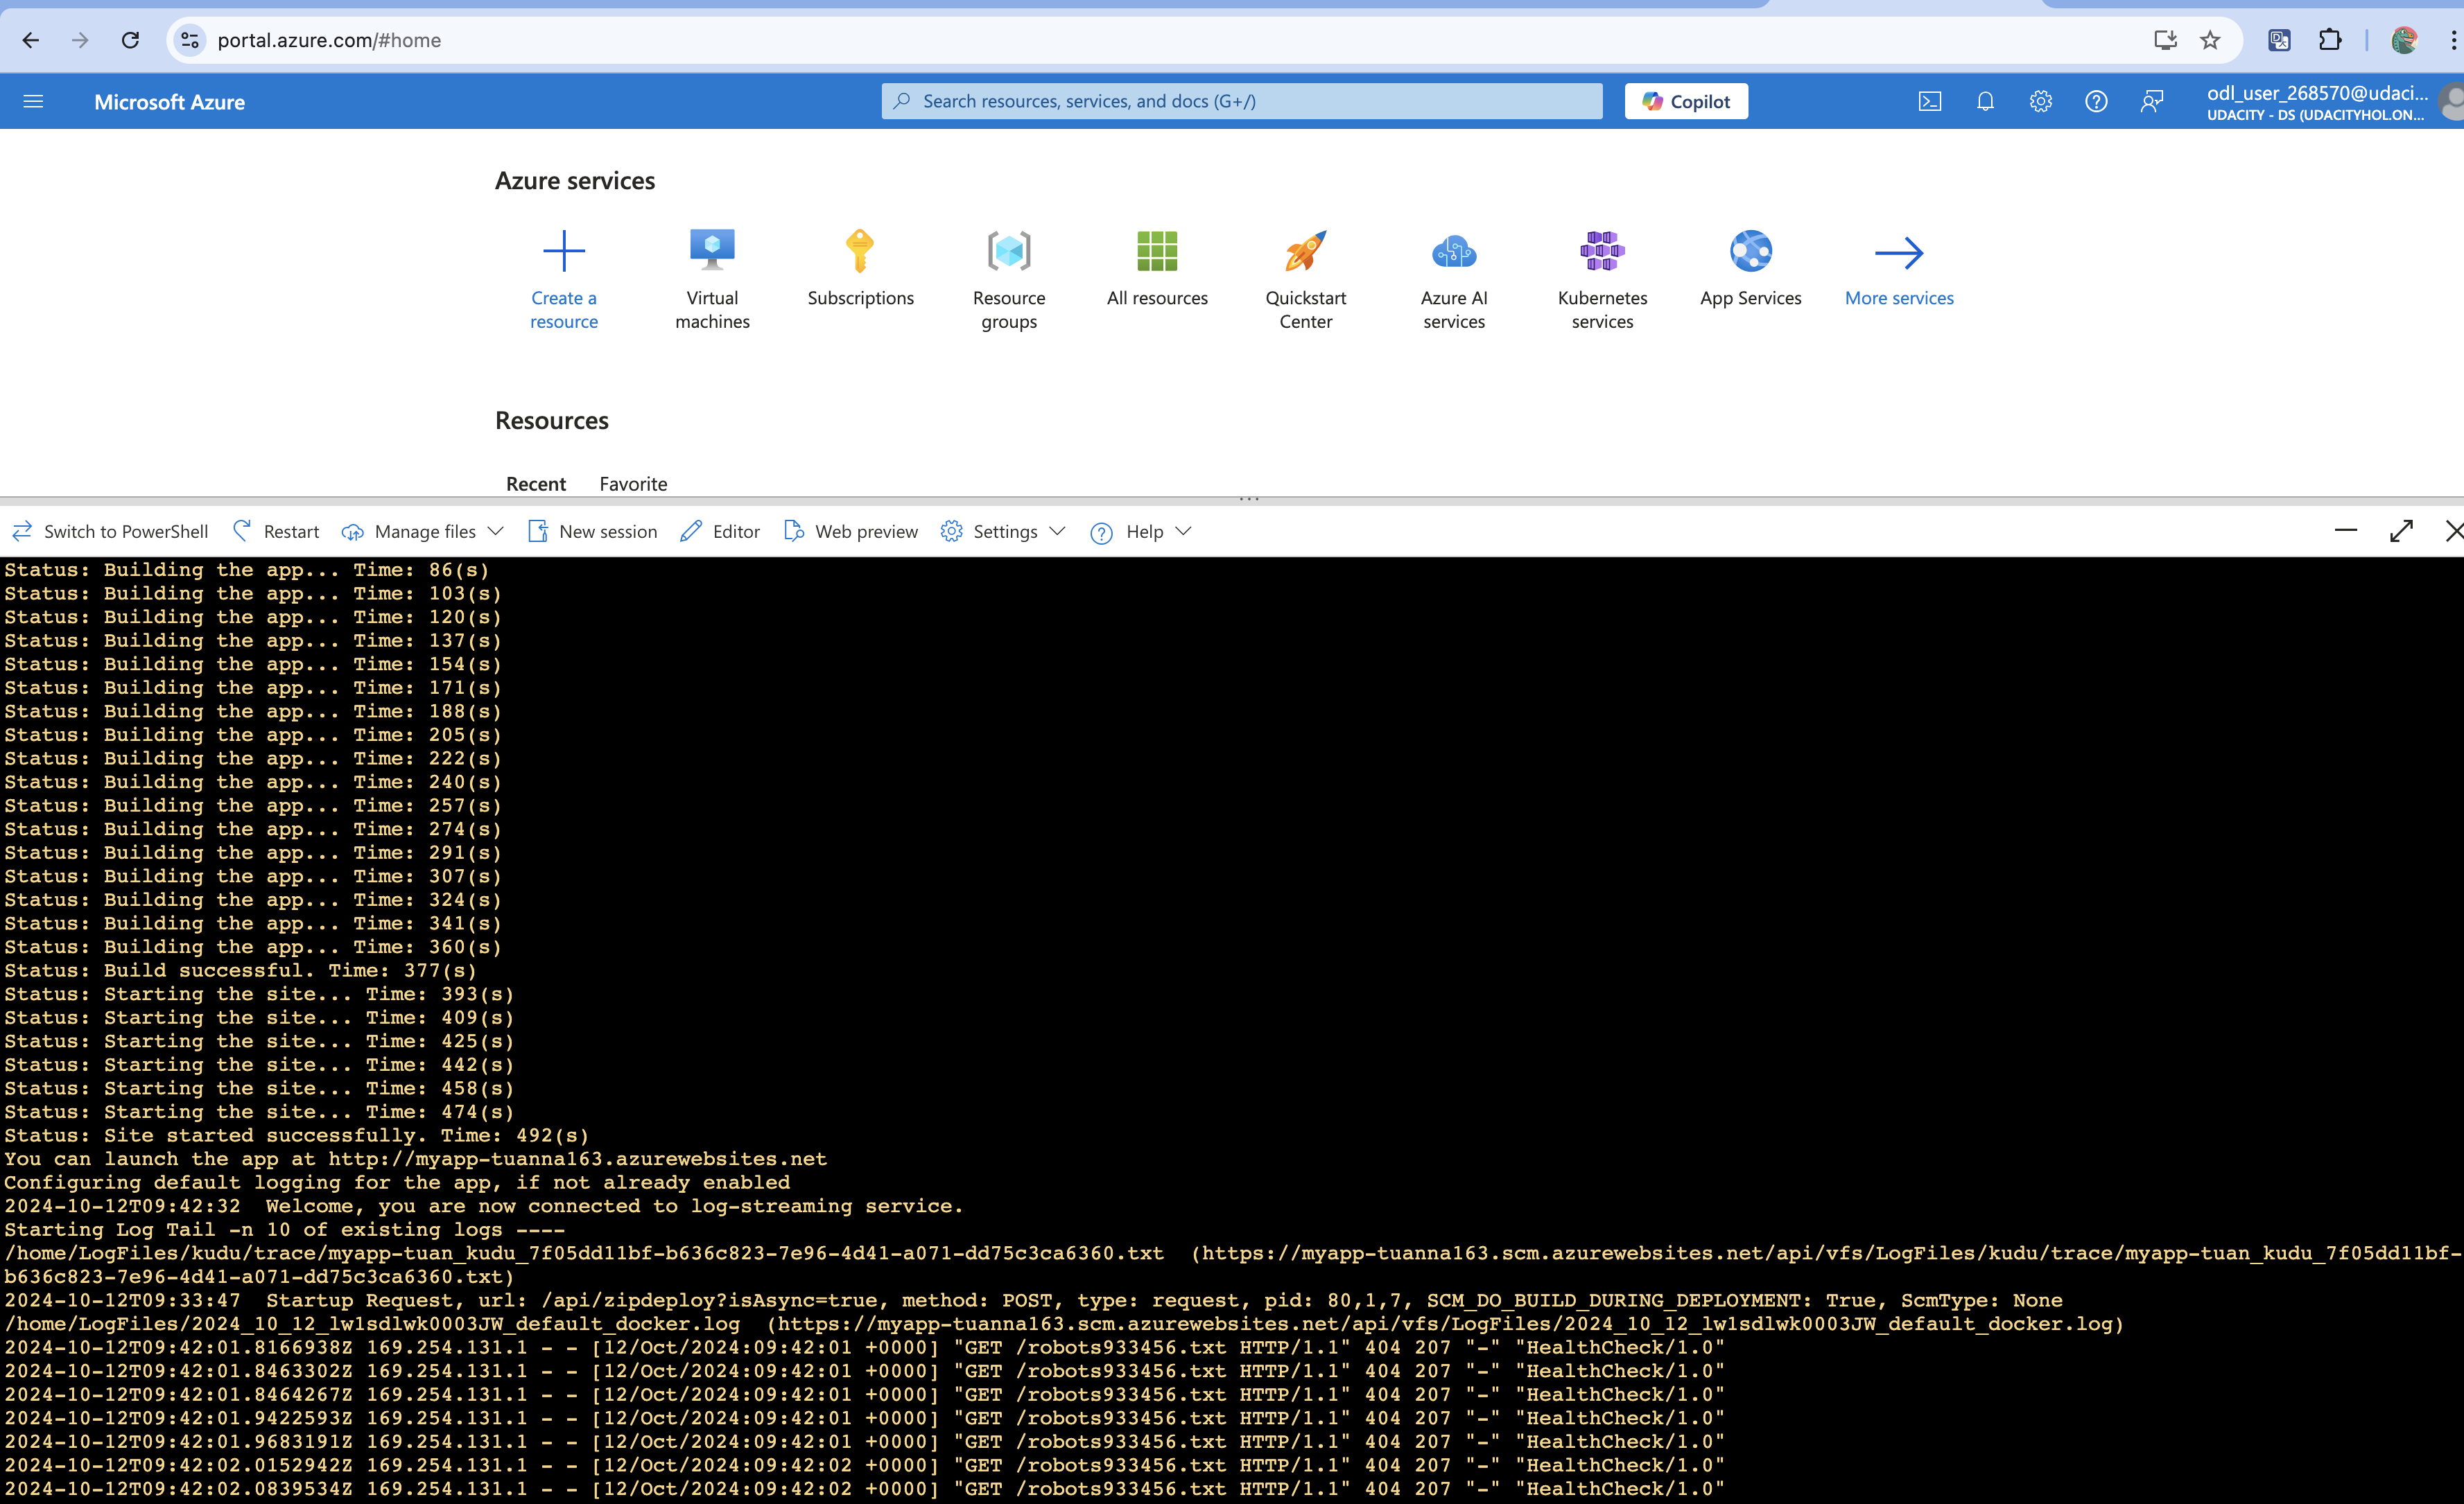 portal.azure.com/#home
Microsoft Azure
Search resources, services, and docs (G+/)
Copilot
odl_user_268570@udaci...
UDACITY - DS (UDACITYHOL.ON...
Azure services
Create a resource
Virtual machines
Subscriptions
Resource groups
All resources
Quickstart Center
Azure AI services
Kubernetes services
App Services
More services
Resources
Recent
Favorite
Switch to PowerShell
Restart
Manage files
New session
Editor
Web preview
Settings
Help
Status: Building the app... Time: 86(s)
Status: Building the app... Time: 103(s)
Status: Building the app... Time: 120(s)
Status: Building the app... Time: 137(s)
Status: Building the app... Time: 154(s)
Status: Building the app... Time: 171(s)
Status: Building the app... Time: 188(s)
Status: Building the app... Time: 205(s)
Status: Building the app... Time: 222(s)
Status: Building the app... Time: 240(s)
Status: Building the app... Time: 257(s)
Status: Building the app... Time: 274(s)
Status: Building the app... Time: 291(s)
Status: Building the app... Time: 307(s)
Status: Building the app... Time: 324(s)
Status: Building the app... Time: 341(s)
Status: Building the app... Time: 360(s)
Status: Build successful. Time: 377(s)
Status: Starting the site... Time: 393(s)
Status: Starting the site... Time: 409(s)
Status: Starting the site... Time: 425(s)
Status: Starting the site... Time: 442(s)
Status: Starting the site... Time: 458(s)
Status: Starting the site... Time: 474(s)
Status: Site started successfully. Time: 492(s)
You can launch the app at http://myapp-tuanna163.azurewebsites.net
Configuring default logging for the app, if not already enabled
2024-10-12T09:42:32  Welcome, you are now connected to log-streaming service.
Starting Log Tail -n 10 of existing logs ----
/home/LogFiles/kudu/trace/myapp-tuan_kudu_7f05dd11bf-b636c823-7e96-4d41-a071-dd75c3ca6360.txt  (https://myapp-tuanna163.scm.azurewebsites.net/api/vfs/LogFiles/kudu/trace/myapp-tuan_kudu_7f05dd11bf-
b636c823-7e96-4d41-a071-dd75c3ca6360.txt)
2024-10-12T09:33:47  Startup Request, url: /api/zipdeploy?isAsync=true, method: POST, type: request, pid: 80,1,7, SCM_DO_BUILD_DURING_DEPLOYMENT: True, ScmType: None
/home/LogFiles/2024_10_12_lw1sdlwk0003JW_default_docker.log  (https://myapp-tuanna163.scm.azurewebsites.net/api/vfs/LogFiles/2024_10_12_lw1sdlwk0003JW_default_docker.log)
2024-10-12T09:42:01.8166938Z 169.254.131.1 - - [12/Oct/2024:09:42:01 +0000] "GET /robots933456.txt HTTP/1.1" 404 207 "-" "HealthCheck/1.0"
2024-10-12T09:42:01.8463302Z 169.254.131.1 - - [12/Oct/2024:09:42:01 +0000] "GET /robots933456.txt HTTP/1.1" 404 207 "-" "HealthCheck/1.0"
2024-10-12T09:42:01.8464267Z 169.254.131.1 - - [12/Oct/2024:09:42:01 +0000] "GET /robots933456.txt HTTP/1.1" 404 207 "-" "HealthCheck/1.0"
2024-10-12T09:42:01.9422593Z 169.254.131.1 - - [12/Oct/2024:09:42:01 +0000] "GET /robots933456.txt HTTP/1.1" 404 207 "-" "HealthCheck/1.0"
2024-10-12T09:42:01.9683191Z 169.254.131.1 - - [12/Oct/2024:09:42:01 +0000] "GET /robots933456.txt HTTP/1.1" 404 207 "-" "HealthCheck/1.0"
2024-10-12T09:42:02.0152942Z 169.254.131.1 - - [12/Oct/2024:09:42:02 +0000] "GET /robots933456.txt HTTP/1.1" 404 207 "-" "HealthCheck/1.0"
2024-10-12T09:42:02.0839534Z 169.254.131.1 - - [12/Oct/2024:09:42:02 +0000] "GET /robots933456.txt HTTP/1.1" 404 207 "-" "HealthCheck/1.0"